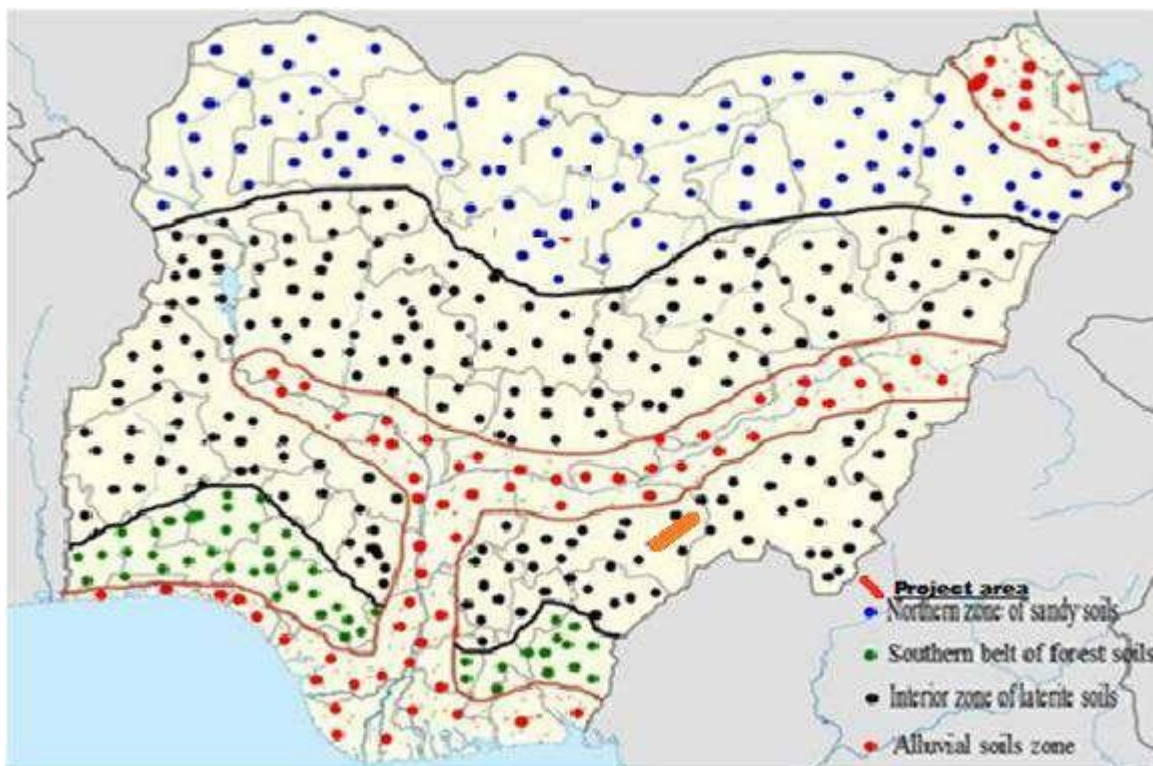 Project area
Northern zone of sandy soils
Southern belt of forest soils
Interior zone of laterite soils
Alluvial soils zone